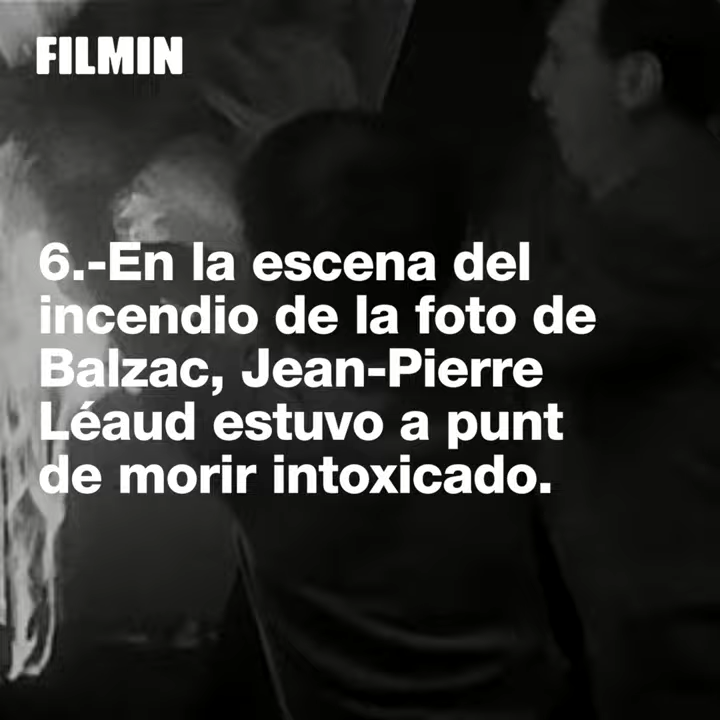 FILMIN
6.-En la escena del
incendio de la foto de
Balzac, Jean-Pierre
Léaud estuvo a punt
de morir intoxicado.